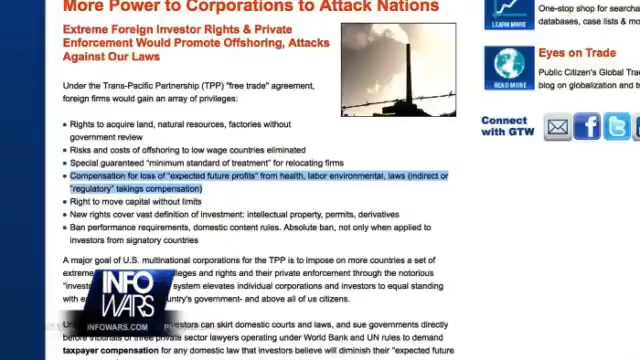 More Power to Corporations to Attack Nations
Extreme Foreign Investor Rights & Private
Enforcement Would Promote Offshoring, Attacks
Against Our Laws
Under the Trans-Pacific Partnership (TPP) "free trade" agreement,
foreign firms would gain an array of privileges:
Rights to acquire land, natural resources, factories without
government review
Risks and costs of offshoring to low wage countries eliminated
Special guaranteed "minimum standard of treatment" for relocating firms
Compensation for loss of "expected future profits" from health, labor environmental, laws (indirect or
"regulatory" takings compensation)
Right to move capital without limits
New rights cover vast definition of investment: intellectual property, permits, derivatives
Ban performance requirements, domestic content rules. Absolute ban, not only when applied to
investors from signatory countries
A major goal of U.S. multinational corporations for the TPP is to impose on more countries a set of
extreme privileges and rights and their private enforcement through the notorious
system elevates individual corporations and investors to equal standing
with country's government - and above all of us citizens.
investors can skirt domestic courts and laws, and sue governments directly
before tribunals of three private sector lawyers operating under World Bank and UN rules to demand
taxpayer compensation for any domestic law that investors believe will diminish their "expected future
INFO
WARS
INFOWARS.COM
LEARN MORE
One-stop shop for
databases, case lists &
READ MORE
Eyes on Trade
Public Citizen's Global
blog on globalization and
Connect
with GTW